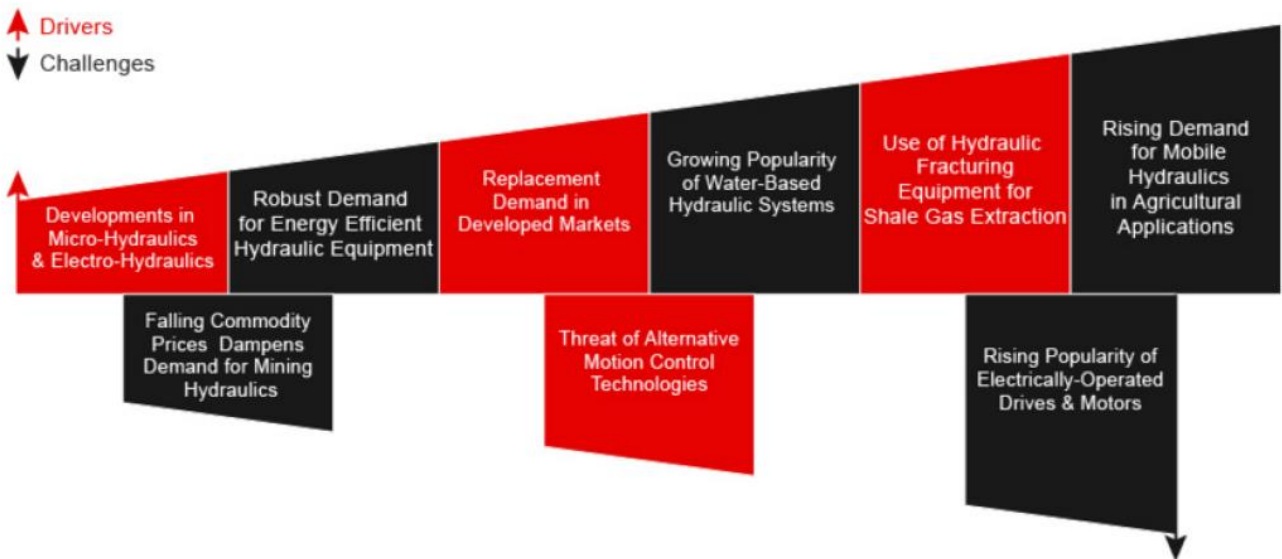 Drivers
Challenges
Developments in
Micro-Hydraulics
& Electro-Hydraulics
Robust Demand
for Energy Efficient
Hydraulic Equipment
Replacement
Demand in
Developed Markets
Growing Popularity
of Water-Based
Hydraulic Systems
Use of Hydraulic
Fracturing
Equipment for
Shale Gas Extraction
Rising Demand
for Mobile
Hydraulics
in Agricultural
Applications
Falling Commodity
Prices Dampens
Demand for Mining
Hydraulics
Threat of Alternative
Motion Control
Technologies
Rising Popularity of
Electrically-Operated
Drives & Motors